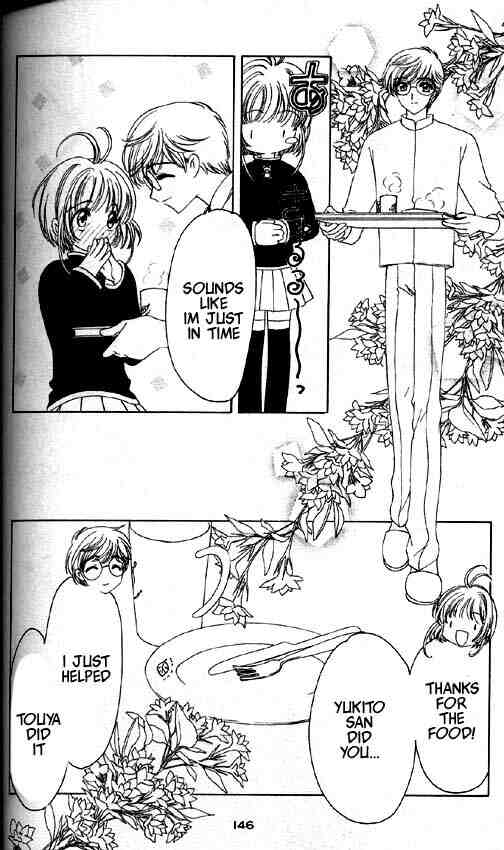 あ
SOUNDS
LIKE
IM JUST
IN TIME
THANKS
FOR
THE
FOOD!
YUKITO
SAN
DID
YOU...
I JUST
HELPED
TOUYA
DID
IT
146